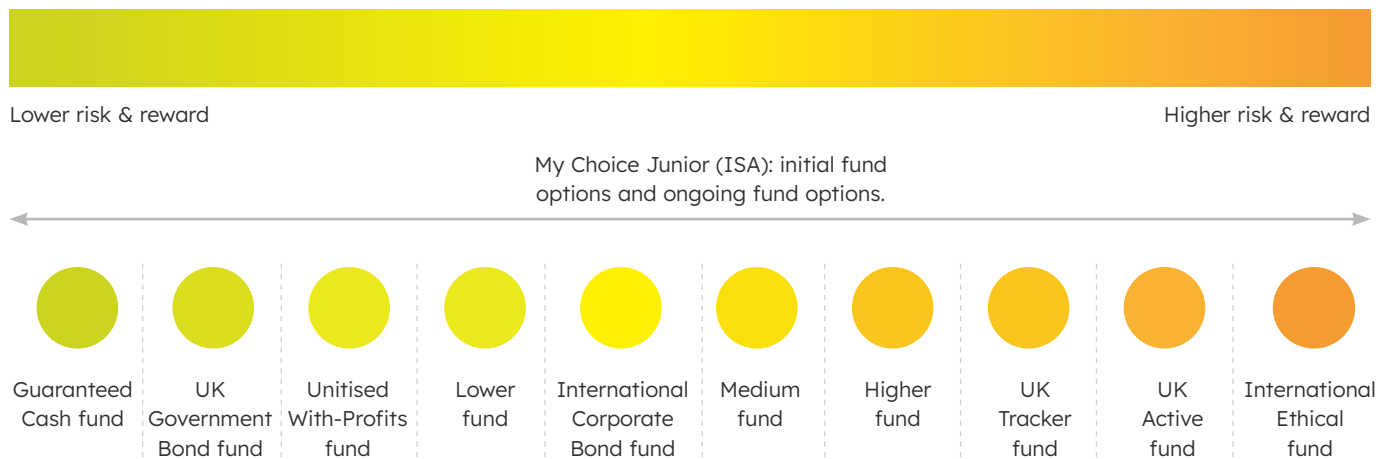 Lower risk & reward
Higher risk & reward
My Choice Junior (ISA): initial fund
options and ongoing fund options.
Guaranteed
Cash fund
UK
Government
Bond fund
Unitised
With-Profits
fund
Lower
fund
International
Corporate
Bond fund
Medium
fund
Higher
fund
UK
Tracker
fund
UK
Active
fund
International
Ethical
fund